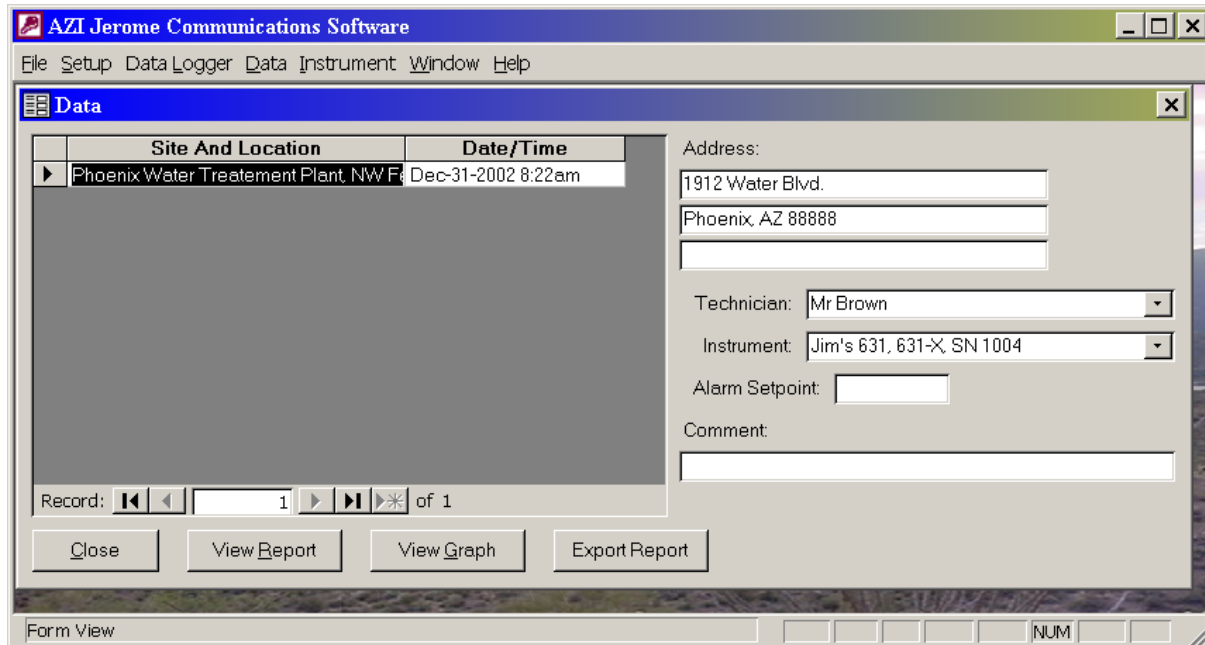 AZI Jerome Communications Software
File Setup Data Logger Data Instrument Window Help
Data
Site And Location Date/Time
Phoenix Water Treatement Plant, NW Fe Dec-31-2002 8:22am
Address:
1912 Water Blvd.
Phoenix, AZ 88888
Technician: Mr Brown
Instrument: Jim's 631, 631-X, SN 1004
Alarm Setpoint:
Comment:
Record: 1 of 1
Close View Report View Graph Export Report
Form View NUM